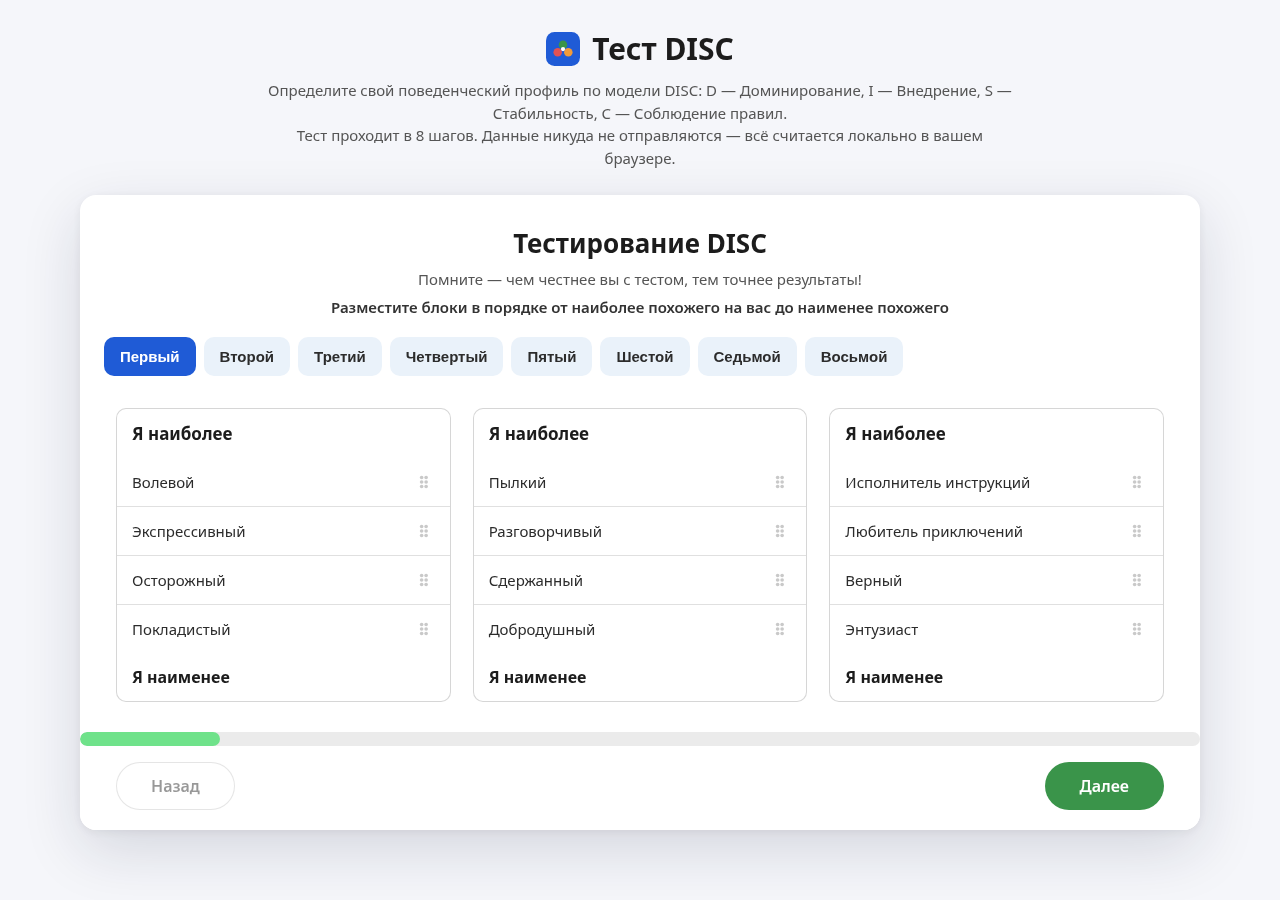 Тест DISC
Определите свой поведенческий профиль по модели DISC: D — Доминирование, I — Внедрение, S —
Стабильность, C — Соблюдение правил.
Тест проходит в 8 шагов. Данные никуда не отправляются — всё считается локально в вашем
браузере.
Тестирование DISC
Помните — чем честнее вы с тестом, тем точнее результаты!
Разместите блоки в порядке от наиболее похожего на вас до наименее похожего
Первый Второй Третий Четвертый Пятый Шестой Седьмой Восьмой
Я наиболее
Волевой
Экспрессивный
Осторожный
Покладистый
Я наименее
Я наиболее
Пылкий
Разговорчивый
Сдержанный
Добродушный
Я наименее
Я наиболее
Исполнитель инструкций
Любитель приключений
Верный
Энтузиаст
Я наименее
Назад Далее